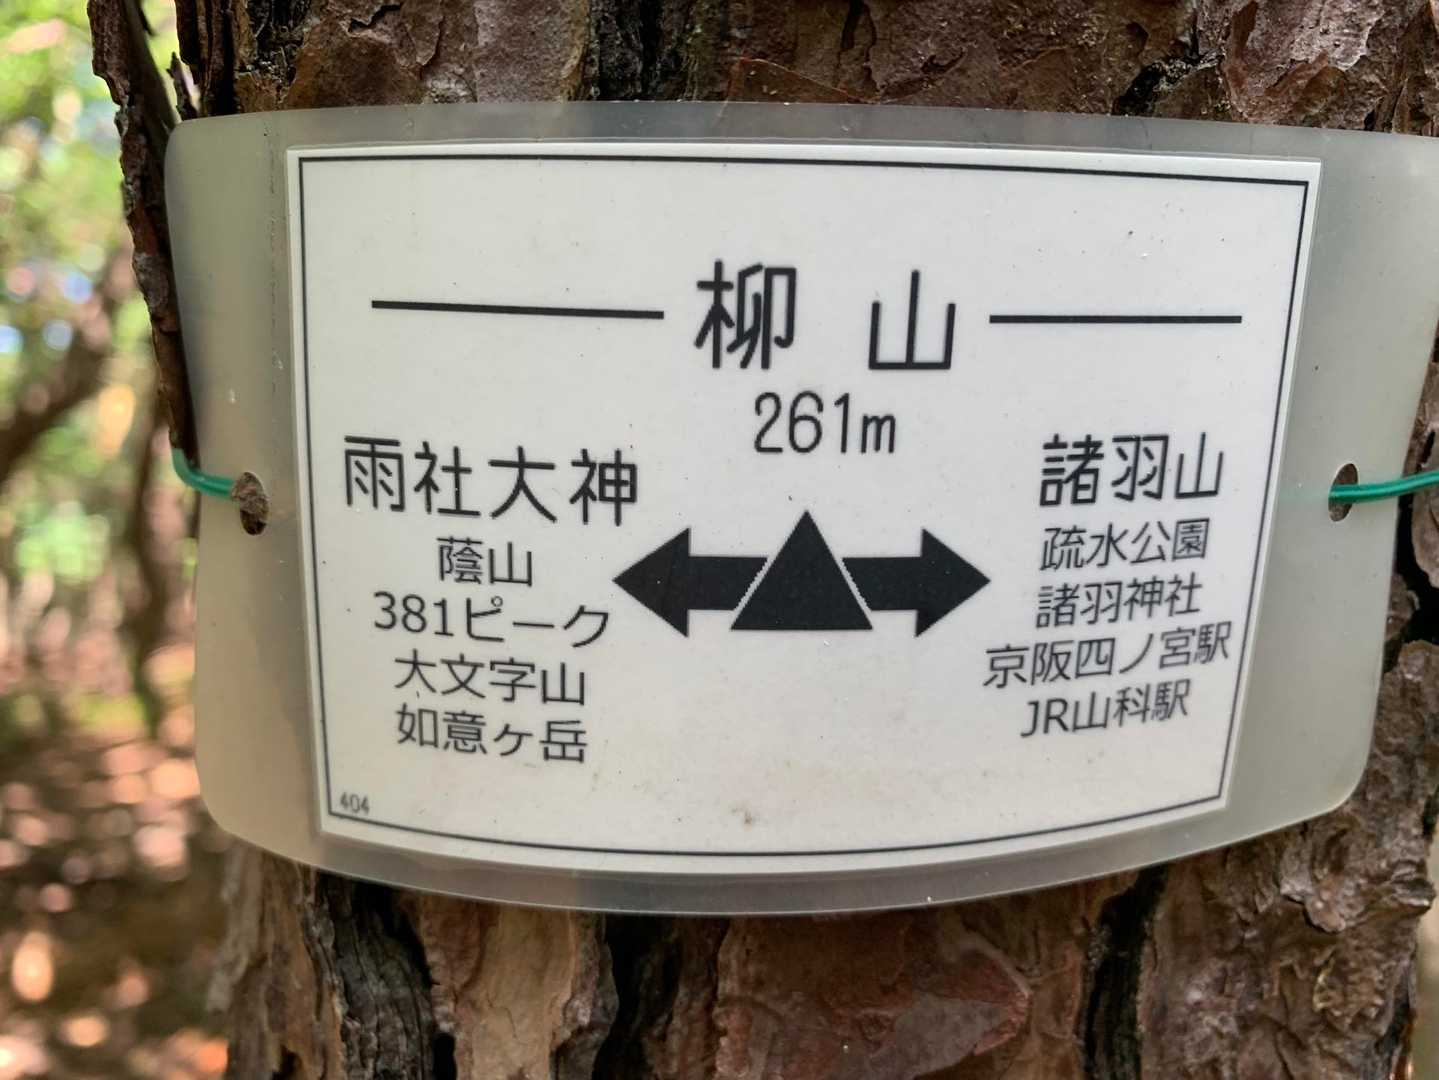 柳山
261m
雨社大神
蔭山
381ピーク
大文字山
如意ヶ岳
諸羽山
疏水公園
諸羽神社
京阪四ノ宮駅
JR山科駅
404